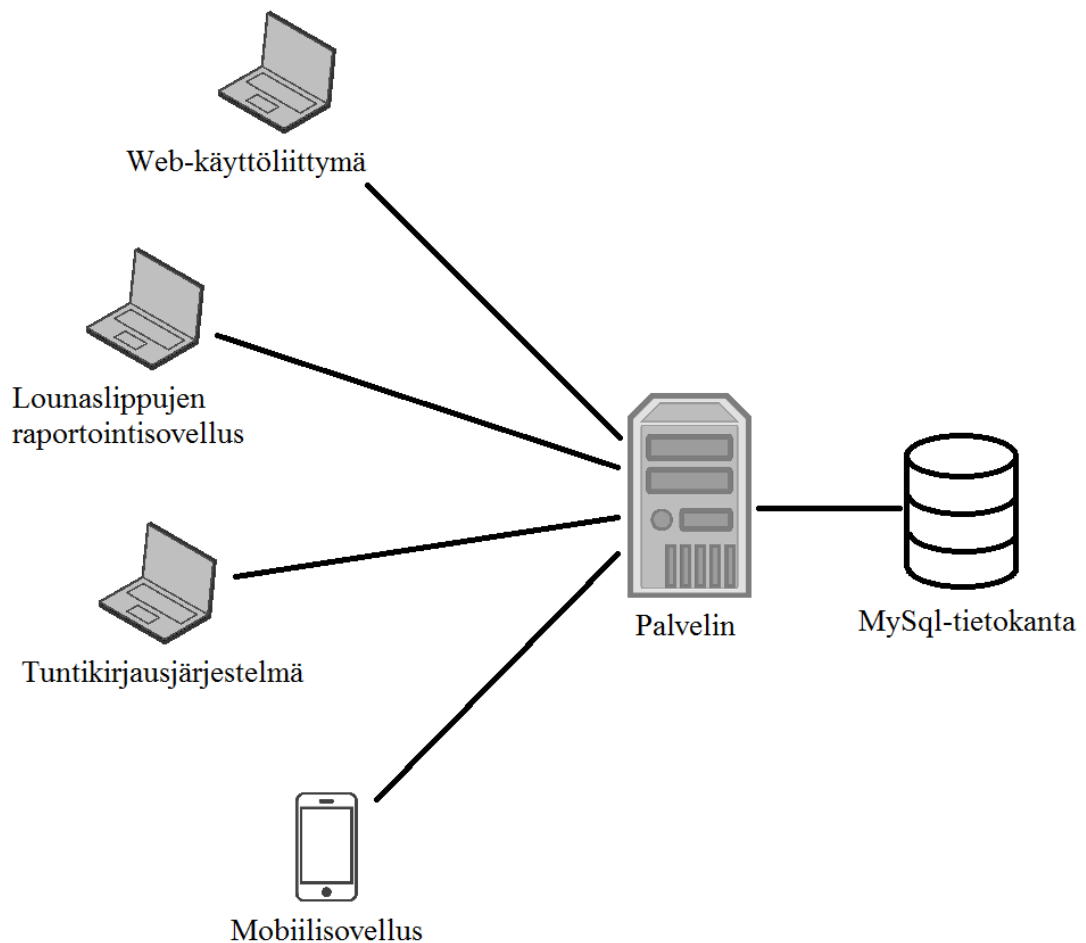 Web-käyttöliittymä
Lounaslippujen
raportointisovellus
Tuntikirjausjärjestelmä
Palvelin
MySql-tietokanta
Mobiilisovellus